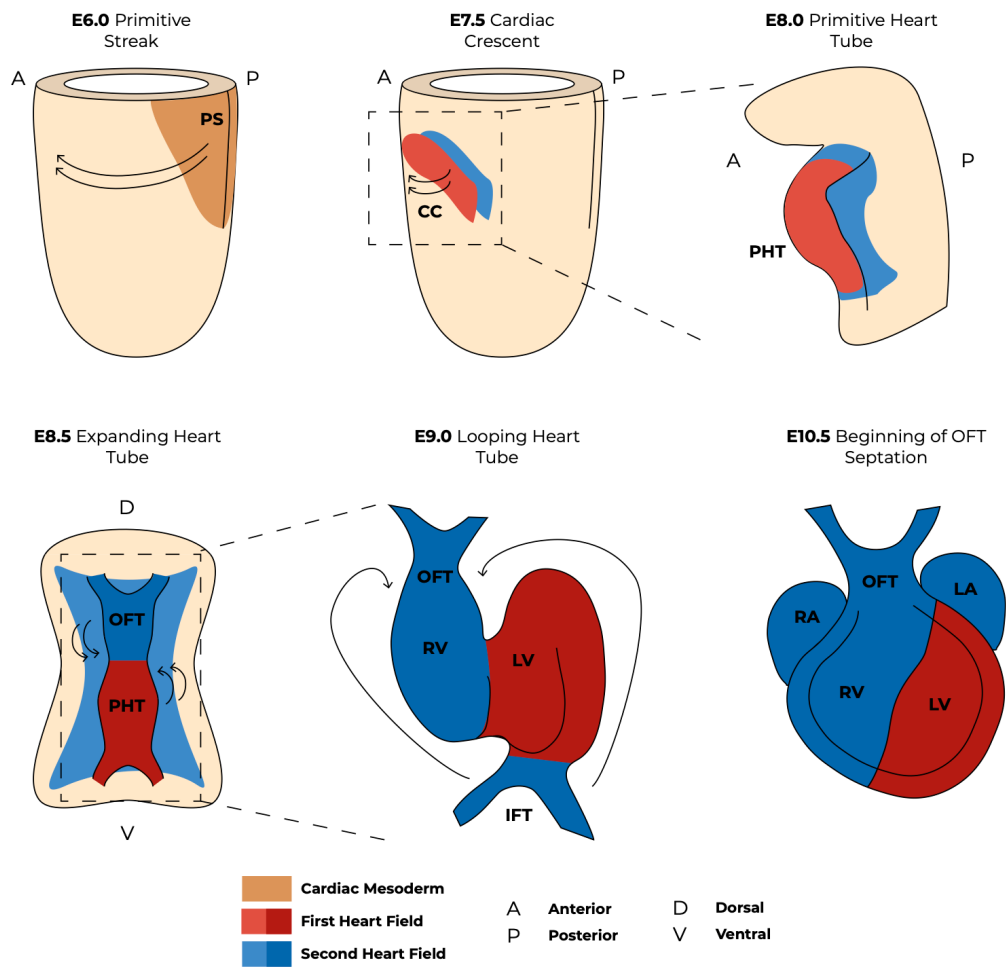 E6.0 Primitive
Streak
E7.5 Cardiac
Crescent
E8.0 Primitive Heart
Tube
A
P
PS
A
P
CC
A
P
PHT
E8.5 Expanding Heart
Tube
E9.0 Looping Heart
Tube
E10.5 Beginning of OFT
Septation
D
OFT
PHT
V
OFT
RV
LV
IFT
OFT
RA
LA
RV
LV
Cardiac Mesoderm
First Heart Field
Second Heart Field
A Anterior
P Posterior
D Dorsal
V Ventral